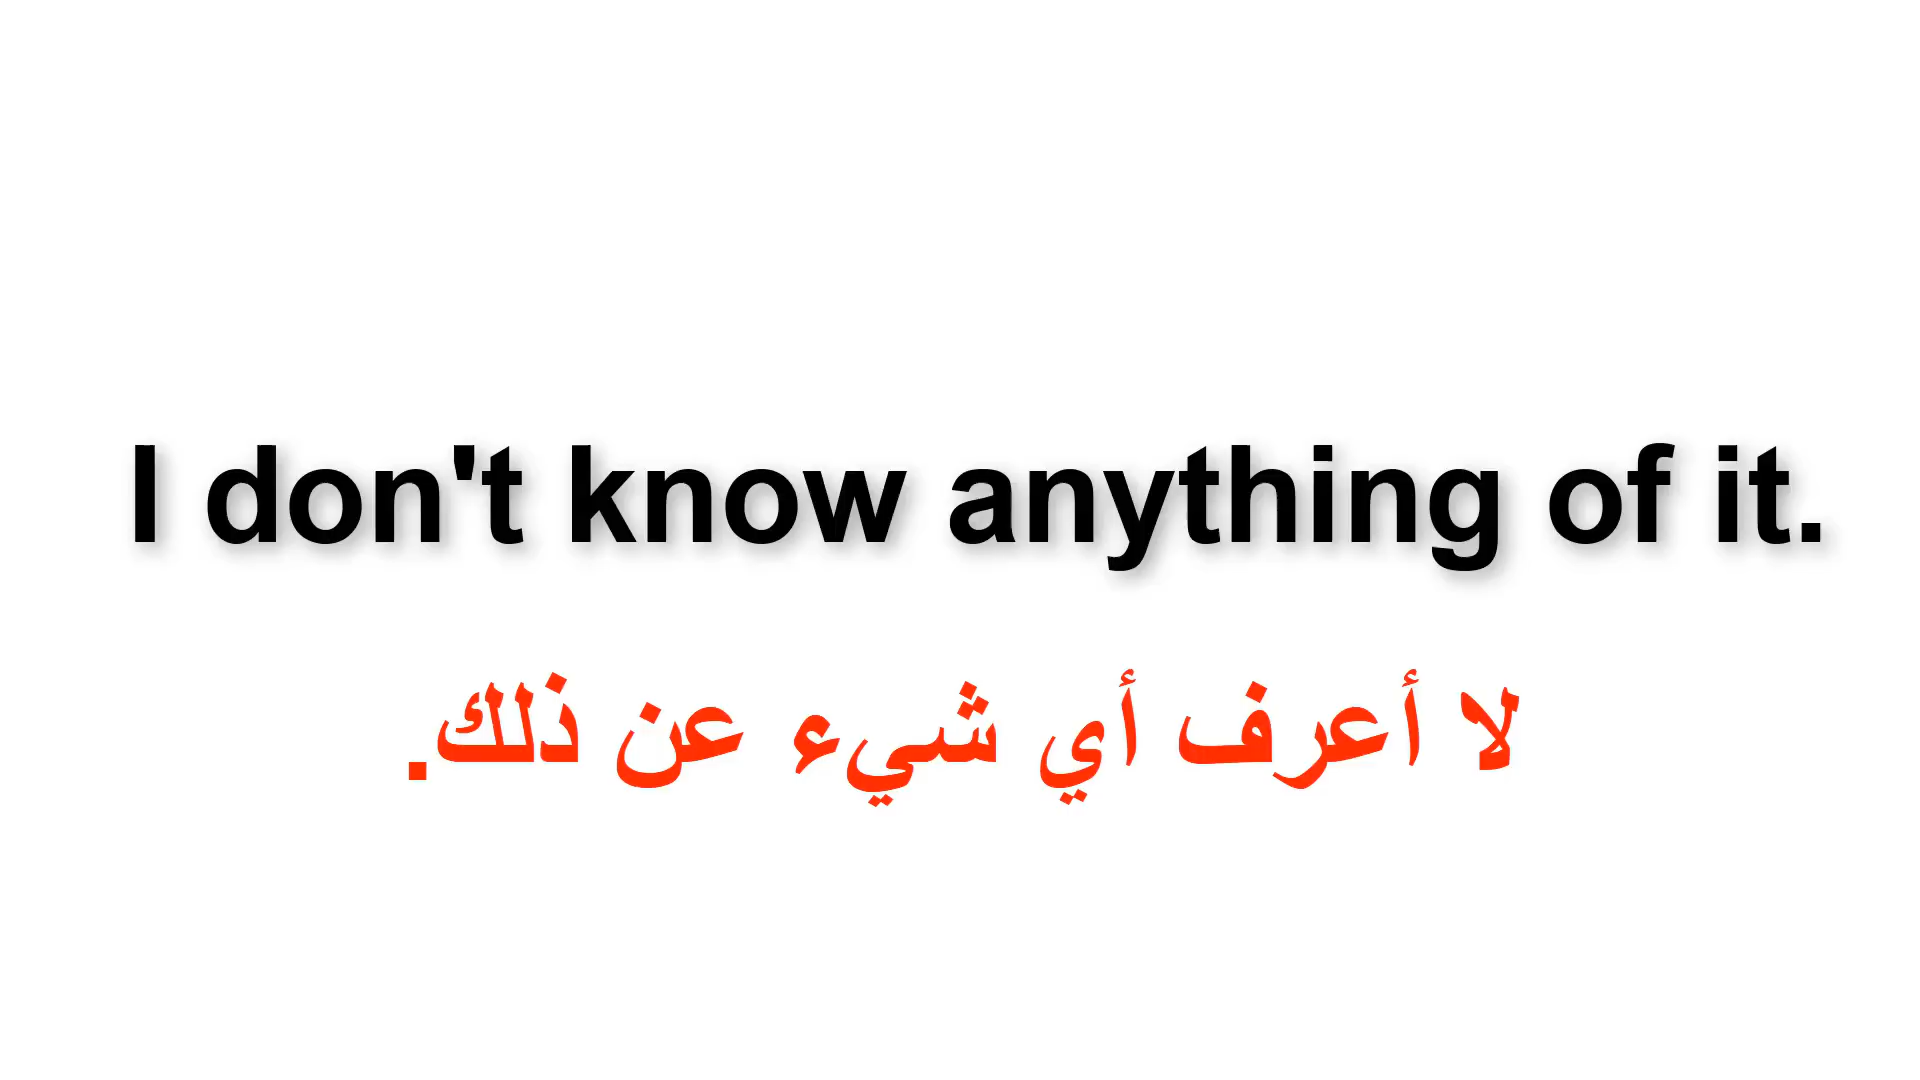 I don't know anything of it.
لا أعرف أي شيء عن ذلك.